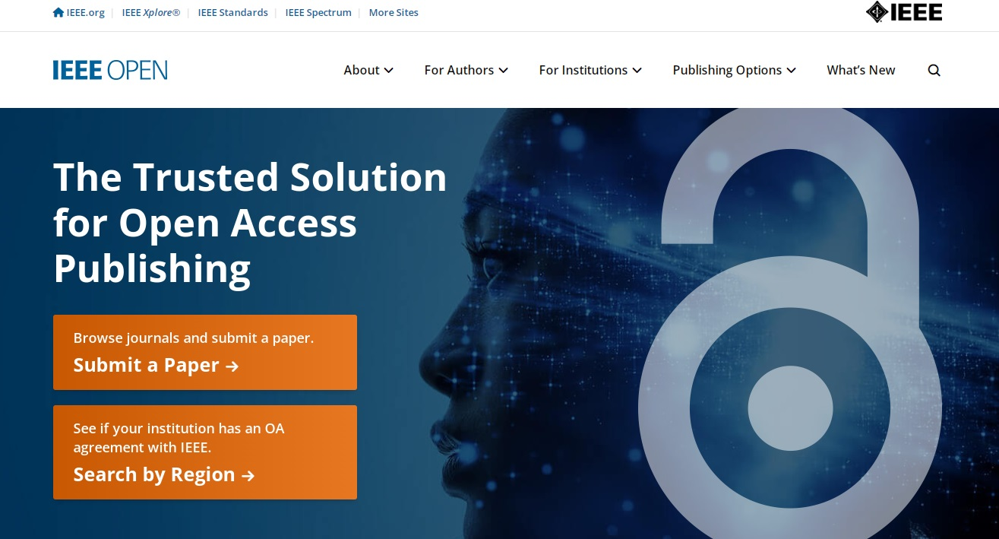 IEEE.org
IEEE Xplore®
IEEE Standards
IEEE Spectrum
More Sites
IEEE
IEEE OPEN
About
For Authors
For Institutions
Publishing Options
What’s New
The Trusted Solution
for Open Access
Publishing
Browse journals and submit a paper.
Submit a Paper →
See if your institution has an OA
agreement with IEEE.
Search by Region →